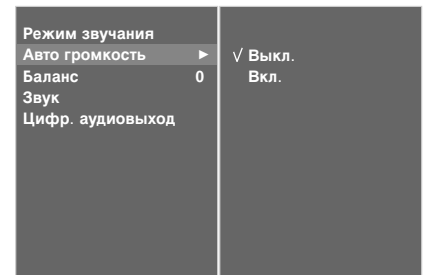 Режим звучания
Авто громкость ►
Баланс 0
Звук
Цифр. аудиовыход
√ Выкл.
Вкл.